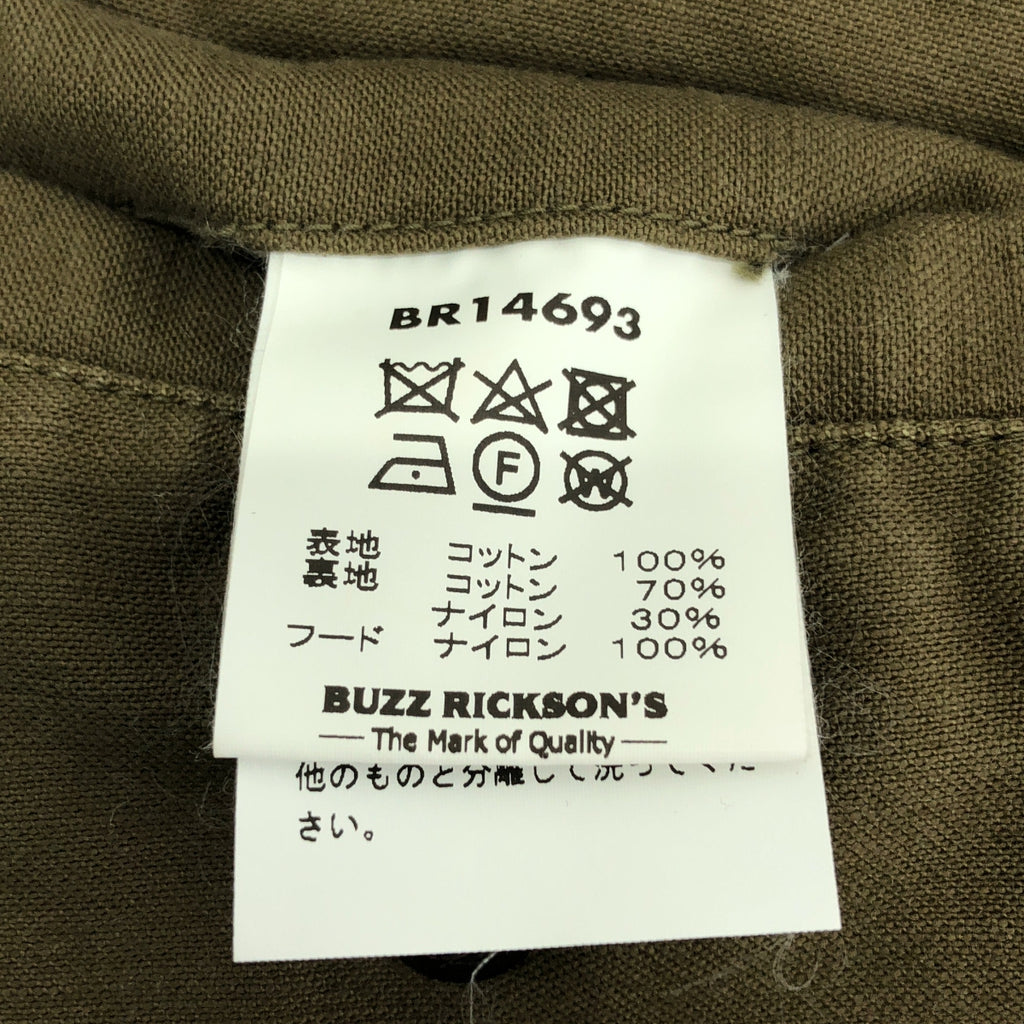 BR14693
F
W
表地 コットン 100%
裏地 コットン 70%
ナイロン 30%
フード ナイロン 100%
BUZZ RICKSON'S
The Mark of Quality
他のものと分離して洗ってくだ
さい。